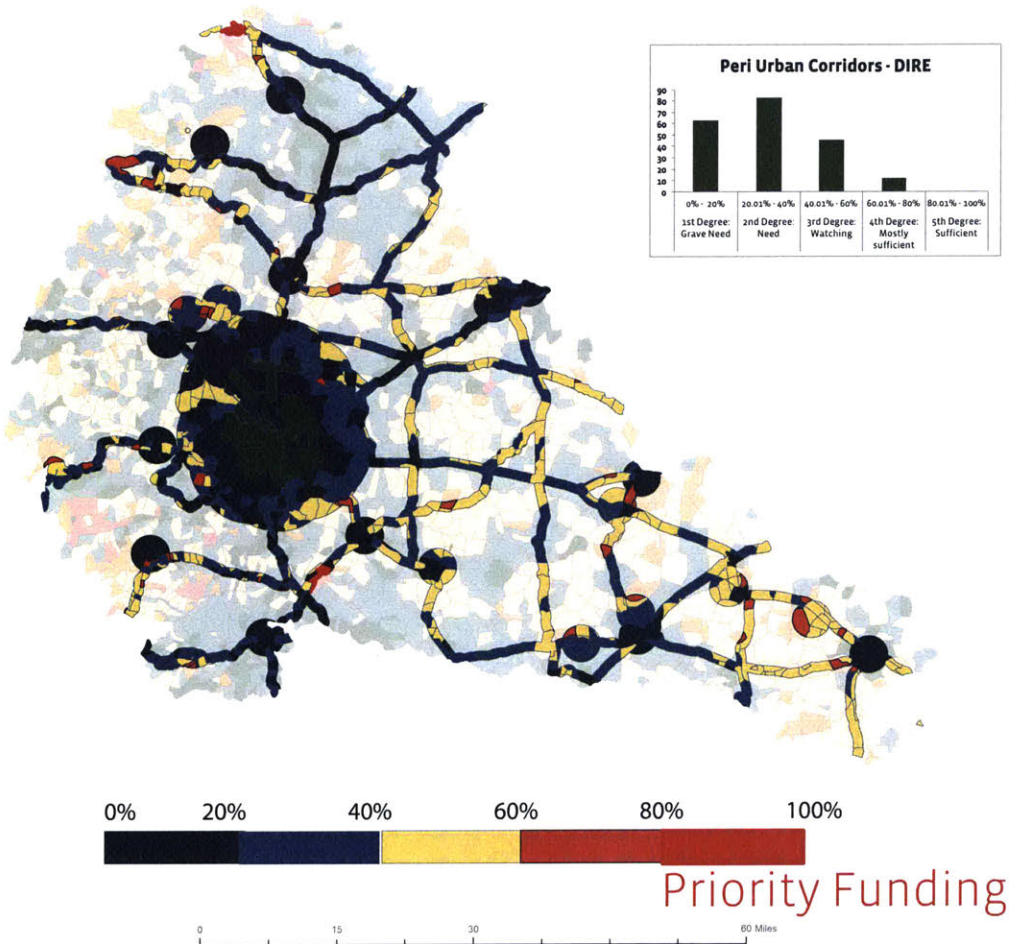 Peri Urban Corridors - DIRE
90
80
70
60
50
40
30
20
10
0
0% - 20%
20.01% - 40%
40.01% - 60%
60.01% - 80%
80.01% - 100%
1st Degree:
Grave Need
2nd Degree:
Need
3rd Degree:
Watching
4th Degree:
Mostly
sufficient
5th Degree:
Sufficient
0% 20% 40% 60% 80% 100%
Priority Funding
0 15 30 60 Miles